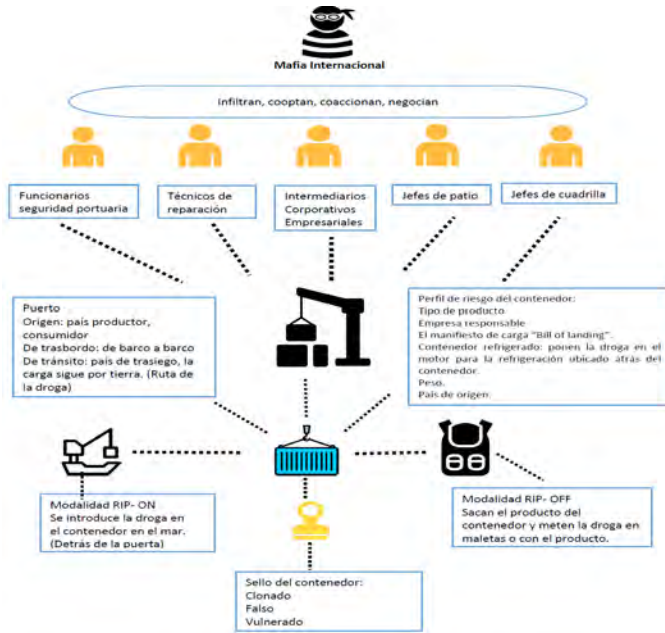 Mafia Internacional
Infiltran, cooptan, coaccionan, negocian
Funcionarios
seguridad portuaria
Técnicos de
reparación
Intermediarios
Corporativos
Empresariales
Jefes de patio
Jefes de cuadrilla
Puerto
Origen: país productor,
consumidor
De trasbordo: de barco a barco
De tránsito: país de trasiego, la
carga sigue por tierra. (Ruta de
la droga)
Perfil de riesgo del contenedor:
Tipo de producto
Empresa responsable
El manifiesto de carga "Bill of landing".
Contenedor refrigerado: ponen la droga en el
motor para la refrigeración ubicado atrás del
contenedor.
Peso.
País de origen.
Modalidad RIP- ON
Se introduce la droga en
el contenedor en el mar.
(Detrás de la puerta)
Modalidad RIP- OFF
Sacan el producto del
contenedor y meten la droga en
maletas o con el producto.
Sello del contenedor:
Clonado
Falso
Vulnerado